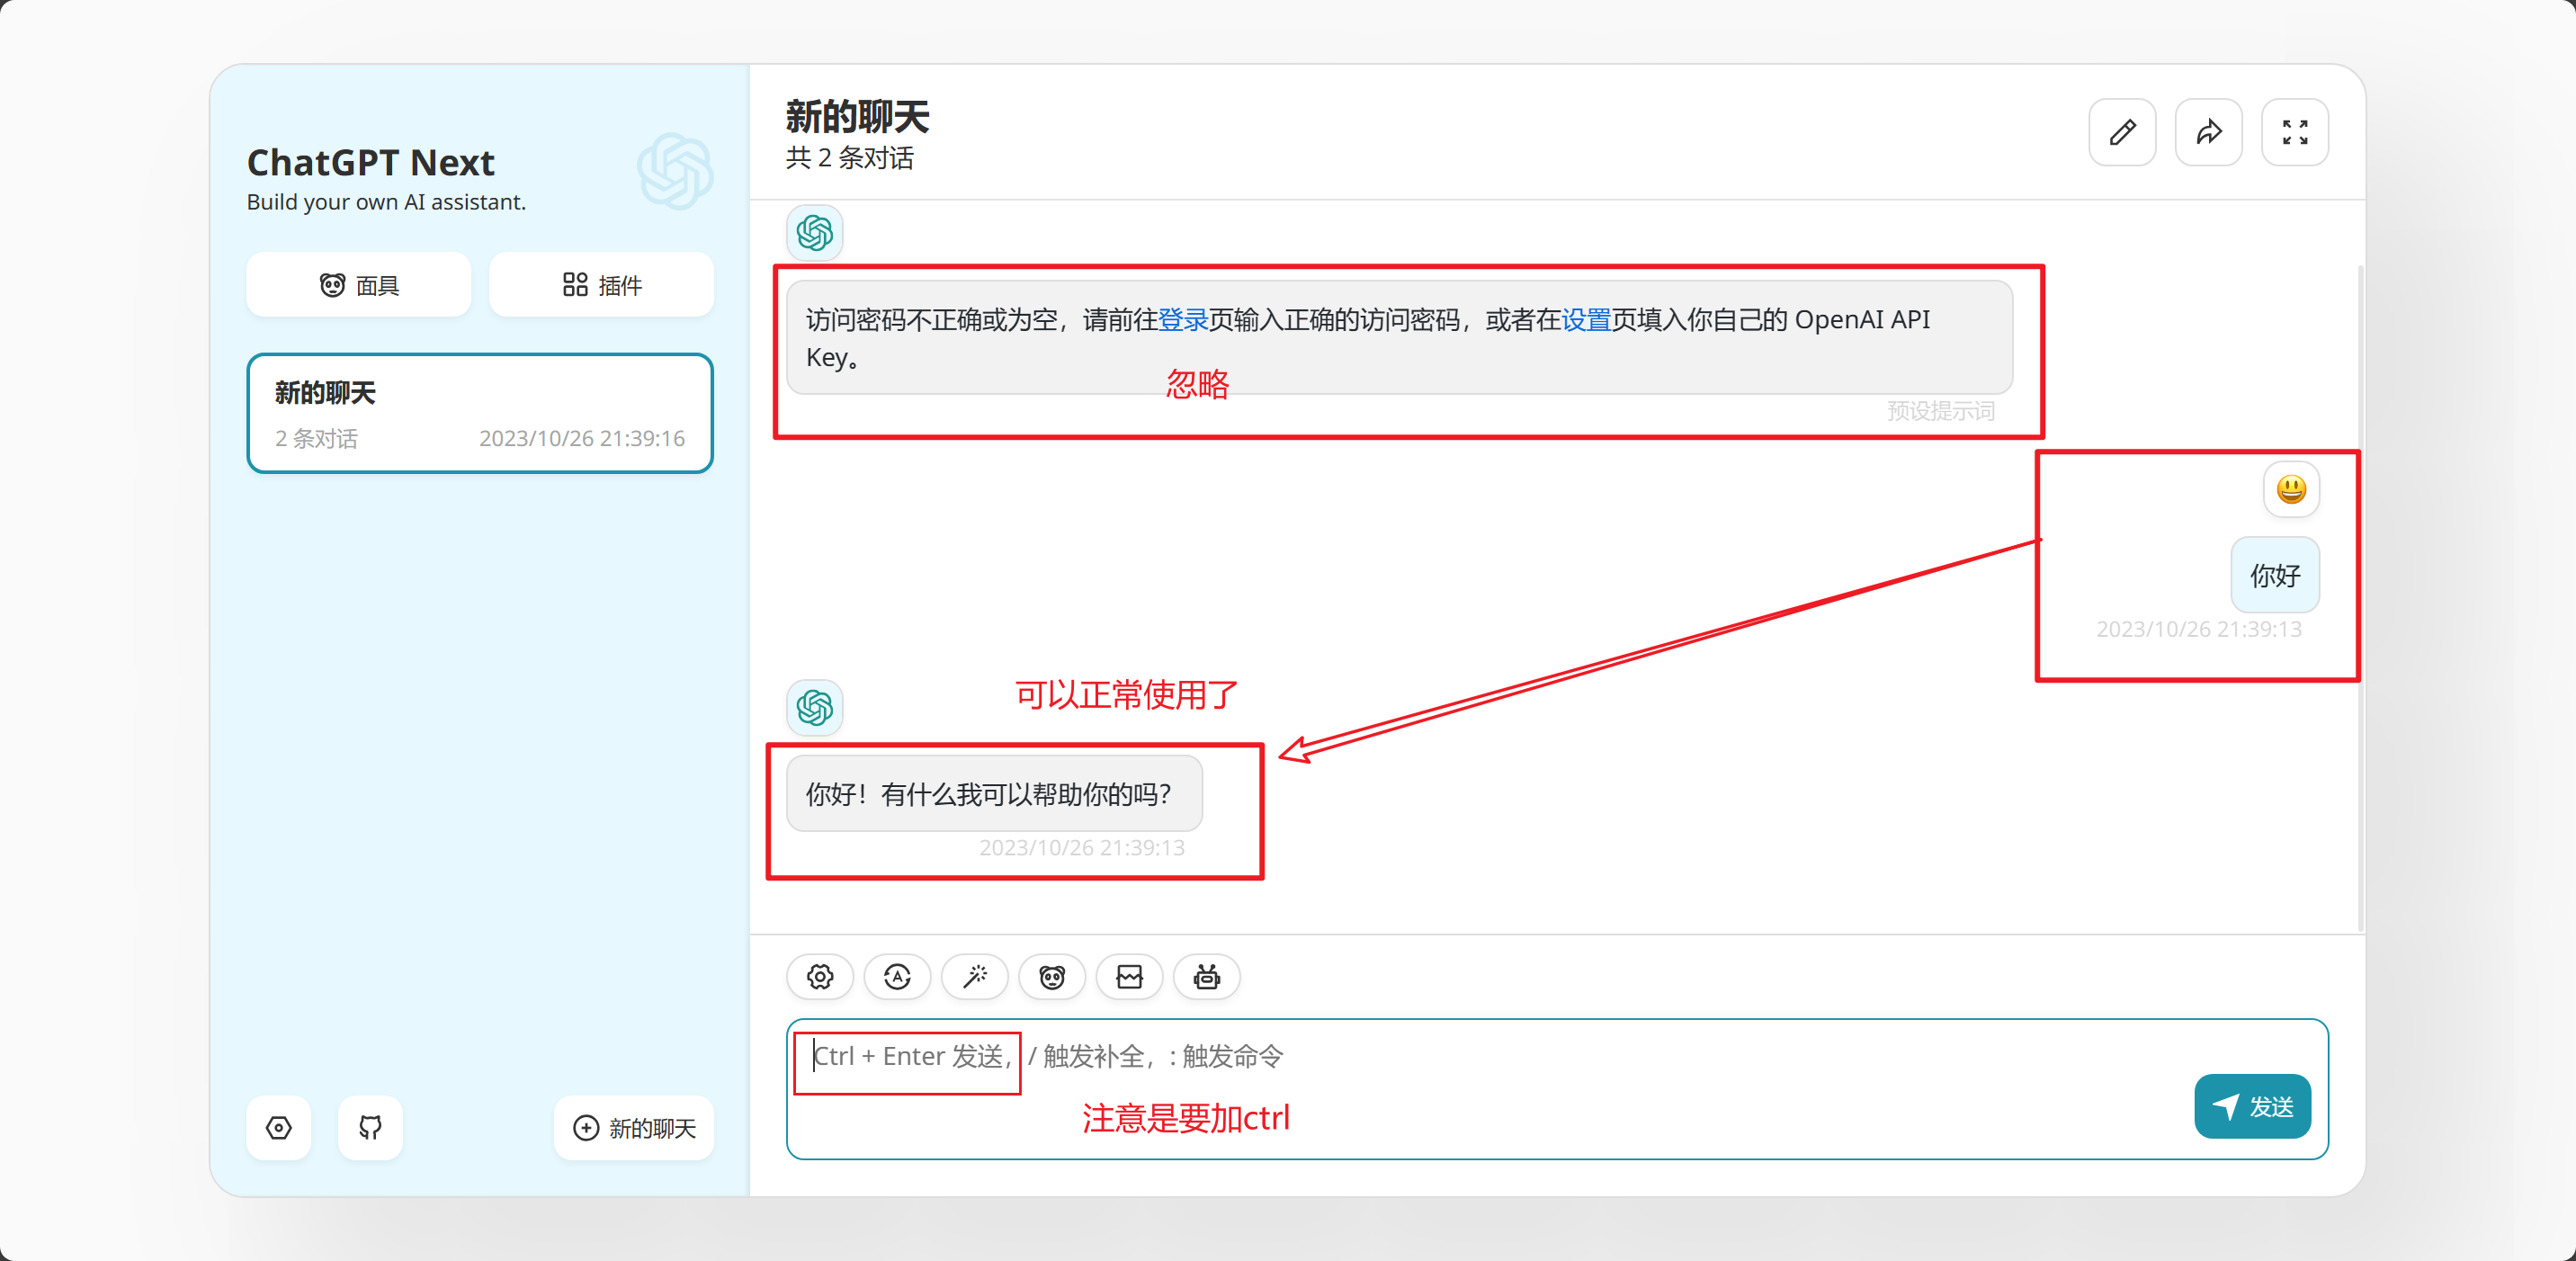 ChatGPT Next
Build your own AI assistant.
面具
插件
新的聊天
2 条对话
2023/10/26 21:39:16
新的聊天
新的聊天
共 2 条对话
访问密码不正确或为空，请前往登录页输入正确的访问密码，或者在设置页填入你自己的 OpenAI API
Key。
忽略
预设提示词
你好
2023/10/26 21:39:13
可以正常使用了
你好！有什么我可以帮助你的吗？
2023/10/26 21:39:13
Ctrl + Enter 发送，/ 触发补全，: 触发命令
注意是要加ctrl
发送